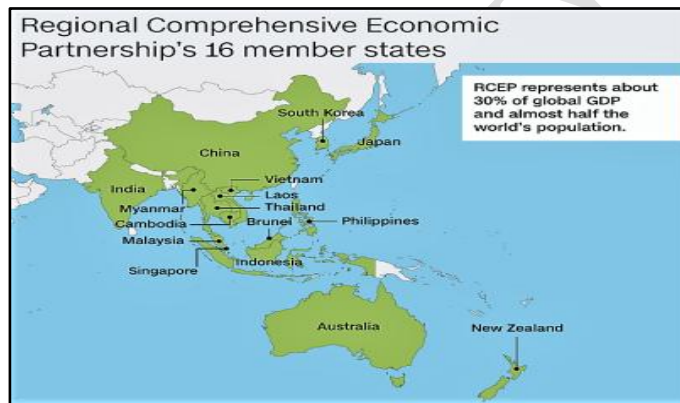 Regional Comprehensive Economic
Partnership's 16 member states
RCEP represents about
30% of global GDP
and almost half the
world's population.
South Korea
Japan
China
India
Vietnam
Laos
Myanmar
Thailand
Cambodia
Brunei
Philippines
Malaysia
Singapore
Indonesia
Australia
New Zealand